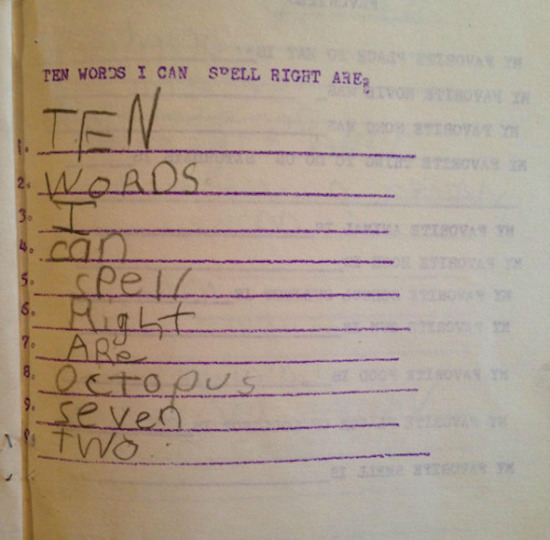 TEN WORDS I CAN SPELL RIGHT ARE:
1. TEN
2. WORDS
3. I
4. can
5. spell
6. Right
7. ARe
8. Octopus
9. seven
two